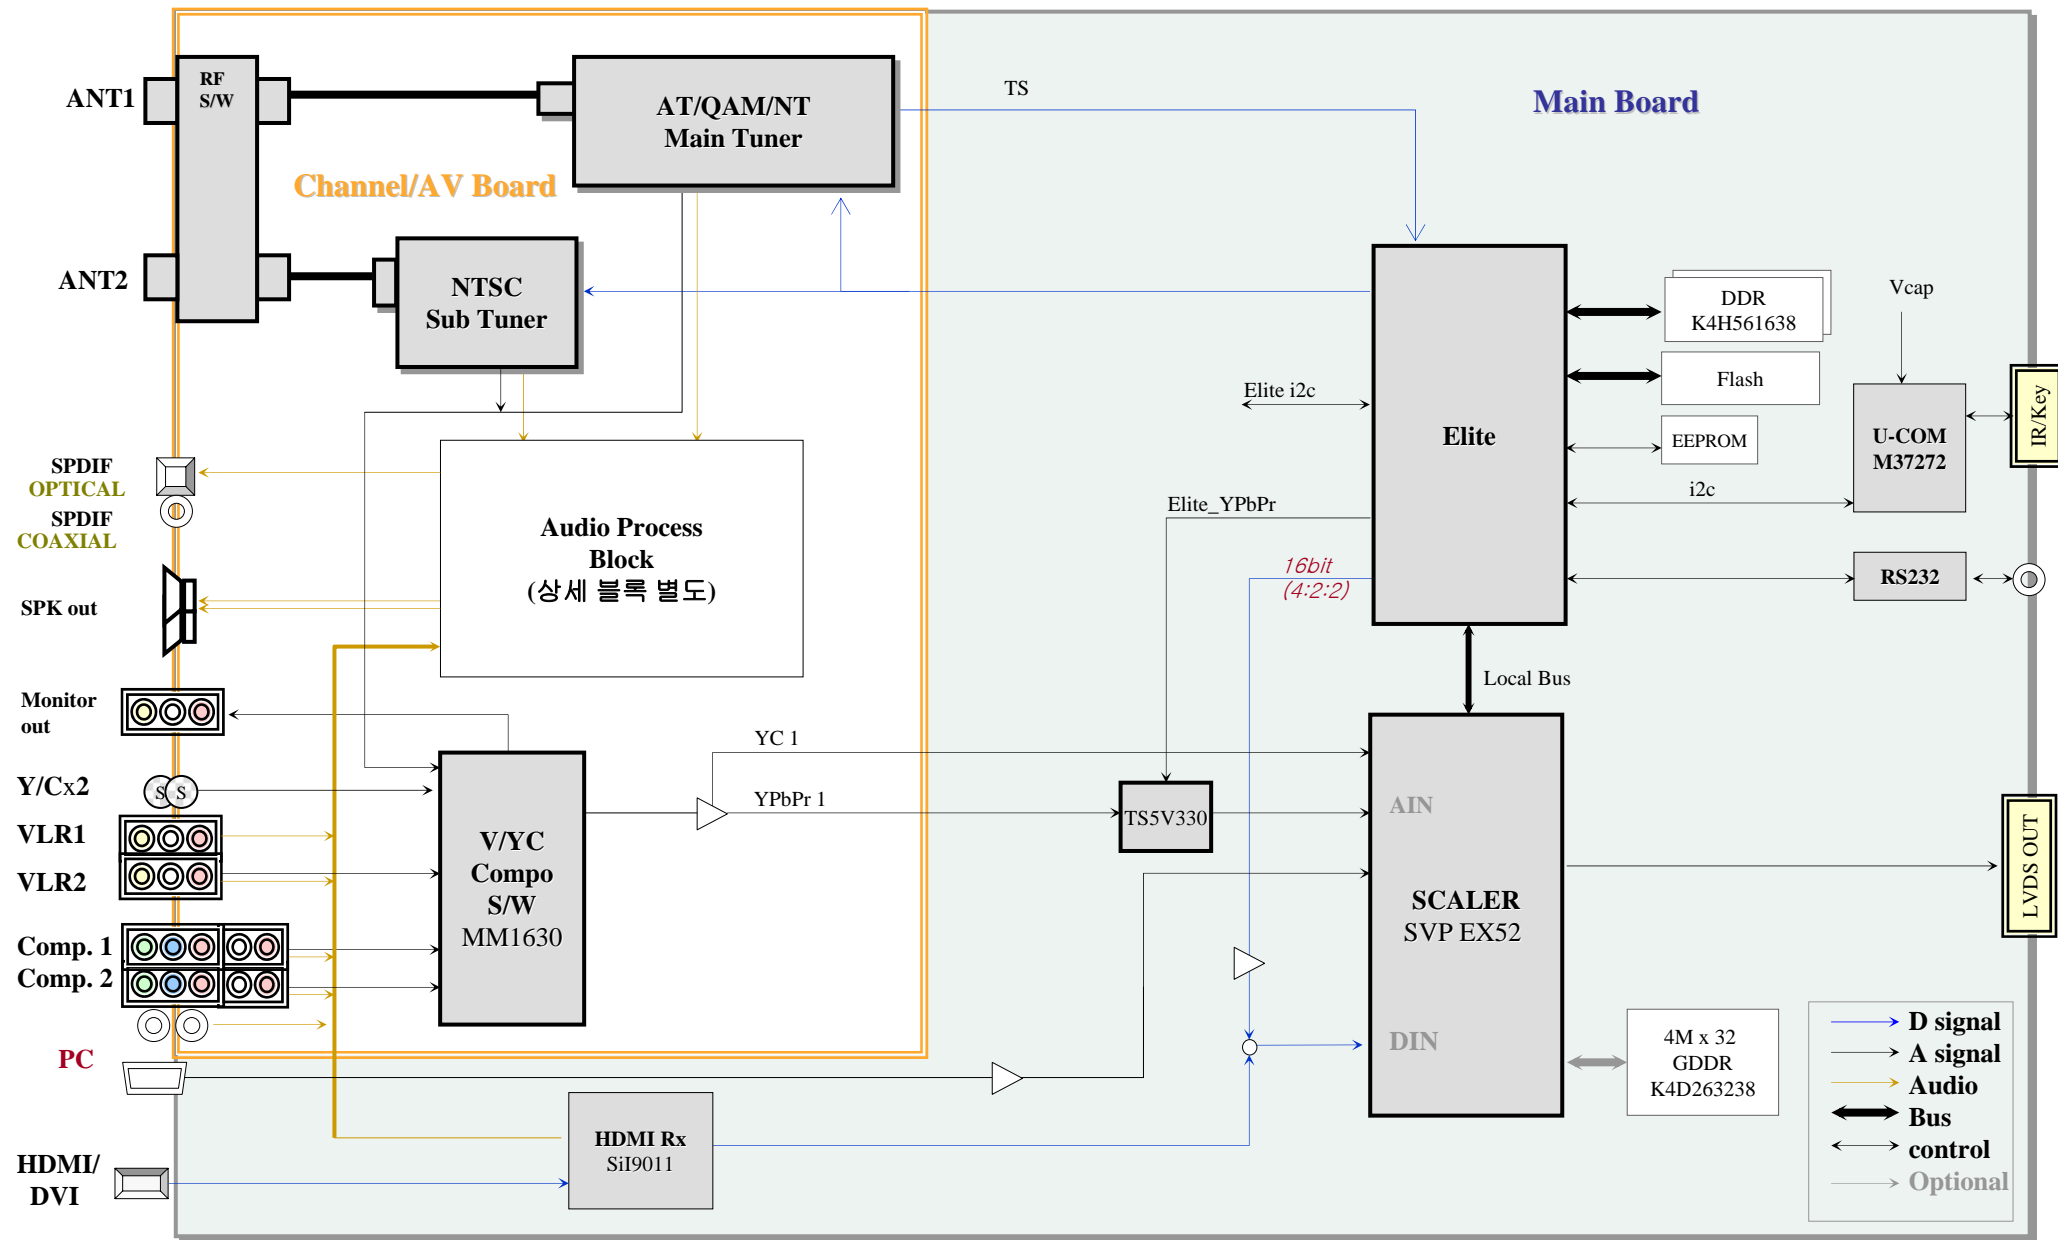 RF
S/W
ANT1
AT/QAM/NT
Main Tuner
TS
Main Board
Channel/AV Board
ANT2
NTSC
Sub Tuner
DDR
K4H561638
Vcap
Flash
Elite i2c
Elite
EEPROM
U-COM
M37272
IR/Key
i2c
SPDIF
OPTICAL
SPDIF
COAXIAL
Audio Process
Block
(상세 블록 별도)
Elite_YPbPr
16bit
(4:2:2)
RS232
SPK out
Local Bus
Monitor
out
YC 1
Y/Cx2
S S
YPbPr 1
TS5V330
AIN
VLR1
VLR2
V/YC
Compo
S/W
MM1630
SCALER
SVP EX52
LVDS OUT
Comp. 1
Comp. 2
DIN
4M x 32
GDDR
K4D263238
PC
HDMI Rx
SiI9011
HDMI/
DVI
D signal
A signal
Audio
Bus
control
Optional